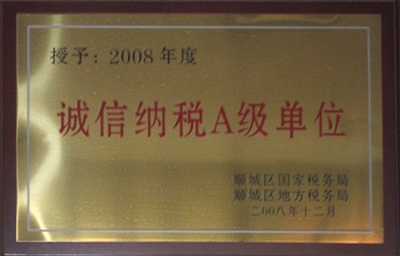 授予：2008年度
诚信纳税A级单位
顺城区国家税务局
顺城区地方税务局
二00八年十二月